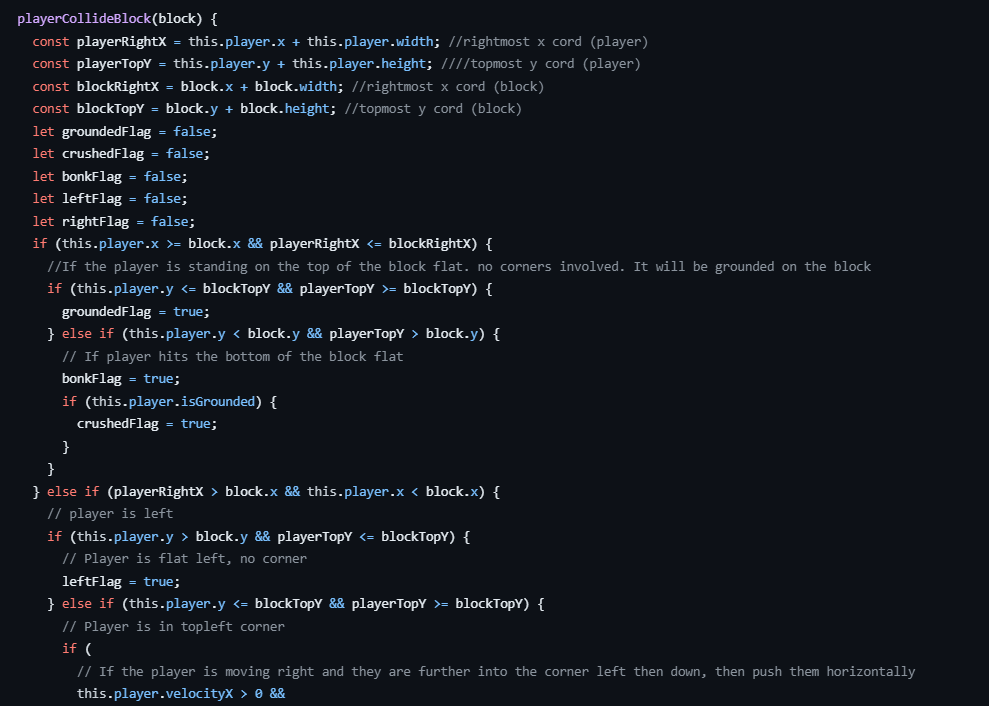 playerCollideBlock(block) {
const playerRightX = this.player.x + this.player.width; //rightmost x cord (player)
const playerTopY = this.player.y + this.player.height; ////topmost y cord (player)
const blockRightX = block.x + block.width; //rightmost x cord (block)
const blockTopY = block.y + block.height; //topmost y cord (block)
let groundedFlag = false;
let crushedFlag = false;
let bonkFlag = false;
let leftFlag = false;
let rightFlag = false;
if (this.player.x >= block.x && playerRightX <= blockRightX) {
//If the player is standing on the top of the block flat. no corners involved. It will be grounded on the block
if (this.player.y <= blockTopY && playerTopY >= blockTopY) {
groundedFlag = true;
} else if (this.player.y < block.y && playerTopY > block.y) {
// If player hits the bottom of the block flat
bonkFlag = true;
if (this.player.isGrounded) {
crushedFlag = true;
}
}
} else if (playerRightX > block.x && this.player.x < block.x) {
// player is left
if (this.player.y > block.y && playerTopY <= blockTopY) {
// Player is flat left, no corner
leftFlag = true;
} else if (this.player.y <= blockTopY && playerTopY >= blockTopY) {
// Player is in topleft corner
if (
// If the player is moving right and they are further into the corner left then down, then push them horizontally
this.player.velocityX > 0 &&